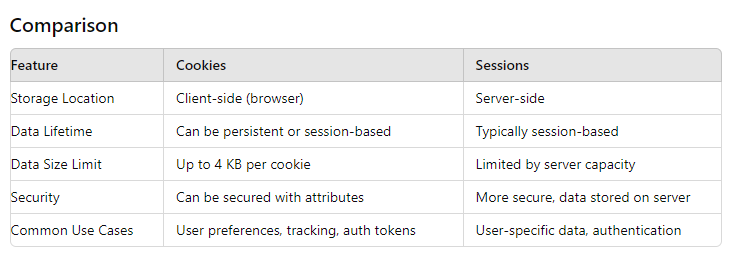 Comparison
Feature Cookies Sessions
Storage Location Client-side (browser) Server-side
Data Lifetime Can be persistent or session-based Typically session-based
Data Size Limit Up to 4 KB per cookie Limited by server capacity
Security Can be secured with attributes More secure, data stored on server
Common Use Cases User preferences, tracking, auth tokens User-specific data, authentication